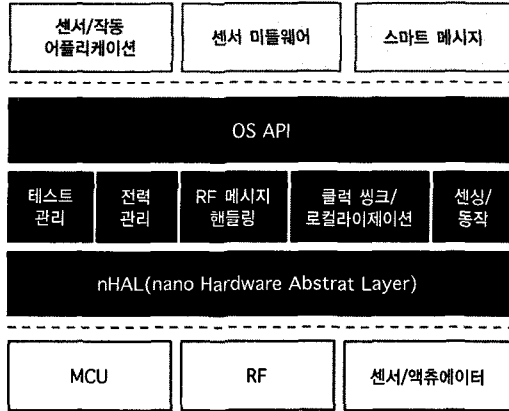 센서/작동
어플리케이션
센서 미들웨어
스마트 메시지
OS API
테스트
관리
전력
관리
RF 메시지
핸들링
클럭 씽크/
로컬라이제이션
센싱/
동작
nHAL(nano Hardware Abstrat Layer)
MCU
RF
센서/액츄에이터